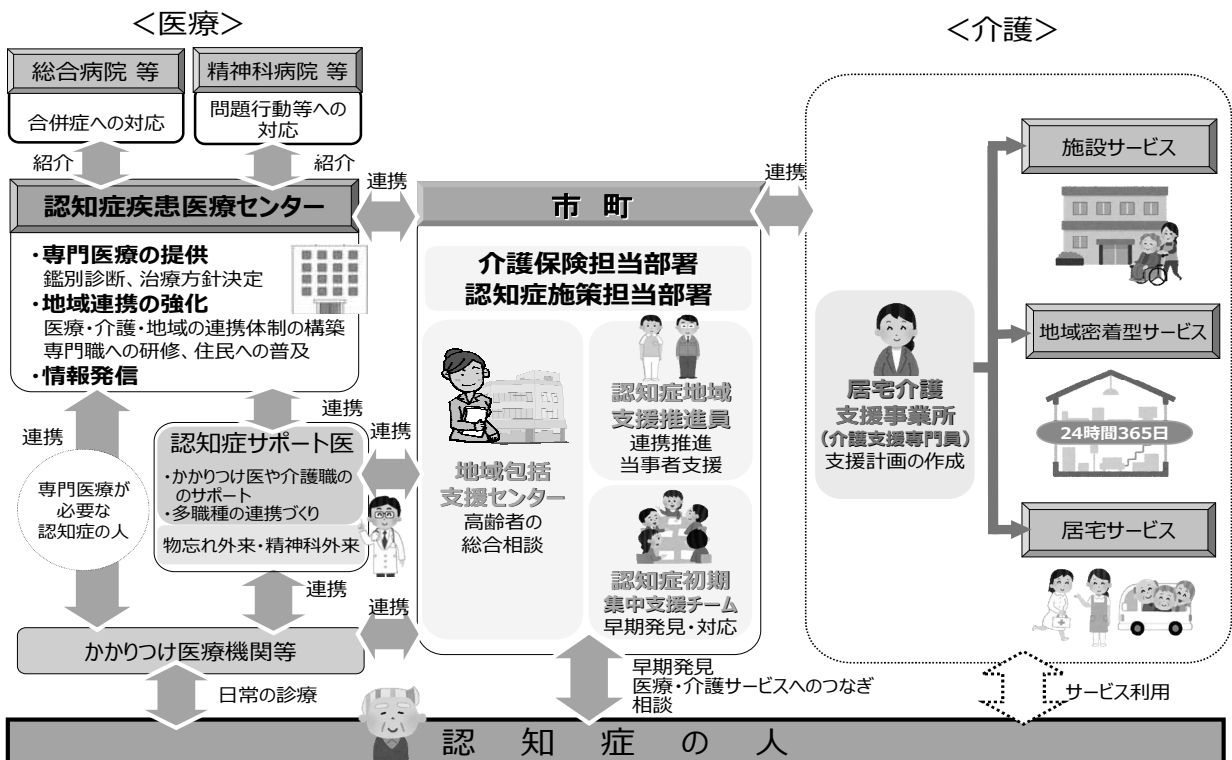 ＜医療＞
総合病院 等
合併症への対応
精神科病院 等
問題行動等への
対応
紹介
紹介
認知症疾患医療センター
・専門医療の提供
鑑別診断、治療方針決定
・地域連携の強化
医療・介護・地域の連携体制の構築
専門職への研修、住民への普及
・情報発信
連携
連携
専門医療が
必要な
認知症の人
連携
認知症サポート医
・かかりつけ医や介護職の
のサポート
・多職種の連携づくり
物忘れ外来・精神科外来
連携
連携
かかりつけ医療機関等
連携
日常の診療
市 町
介護保険担当部署
認知症施策担当部署
地域包括
支援センター
高齢者の
総合相談
認知症地域
支援推進員
連携推進
当事者支援
認知症初期
集中支援チーム
早期発見・対応
早期発見
医療・介護サービスへのつなぎ
相談
連携
＜介護＞
居宅介護
支援事業所
（介護支援専門員）
支援計画の作成
施設サービス
地域密着型サービス
24時間365日
居宅サービス
サービス利用
認 知 症 の 人